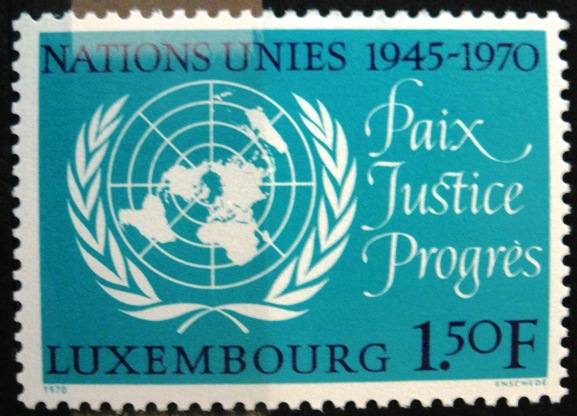 NATIONS UNIES 1945-1970
Paix
Justice
Progrès
LUXEMBOURG 1.50F
1970 ENSCHEDÉ